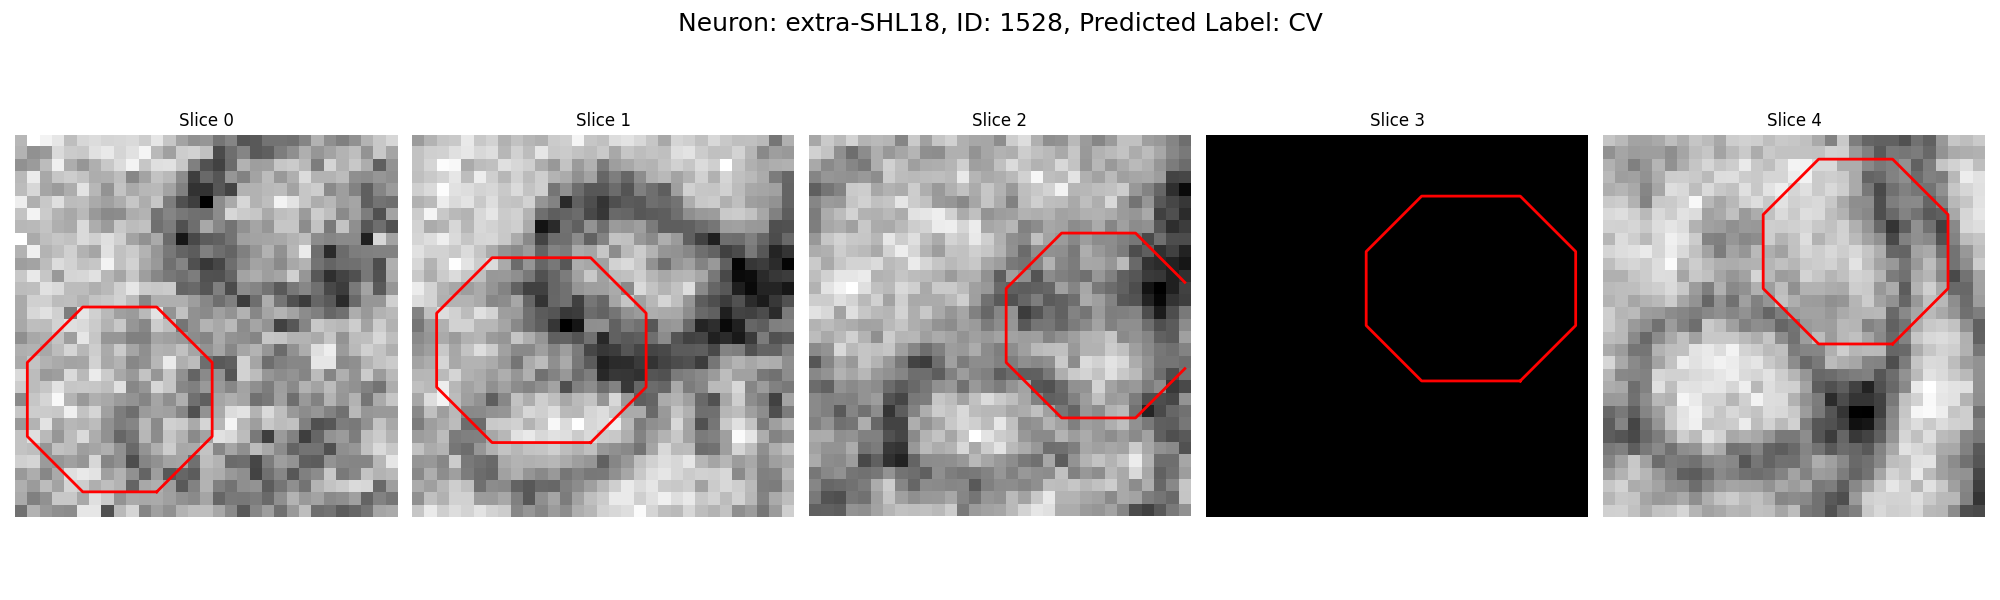 Neuron: extra-SHL18, ID: 1528, Predicted Label: CV
Slice 0
Slice 1
Slice 2
Slice 3
Slice 4